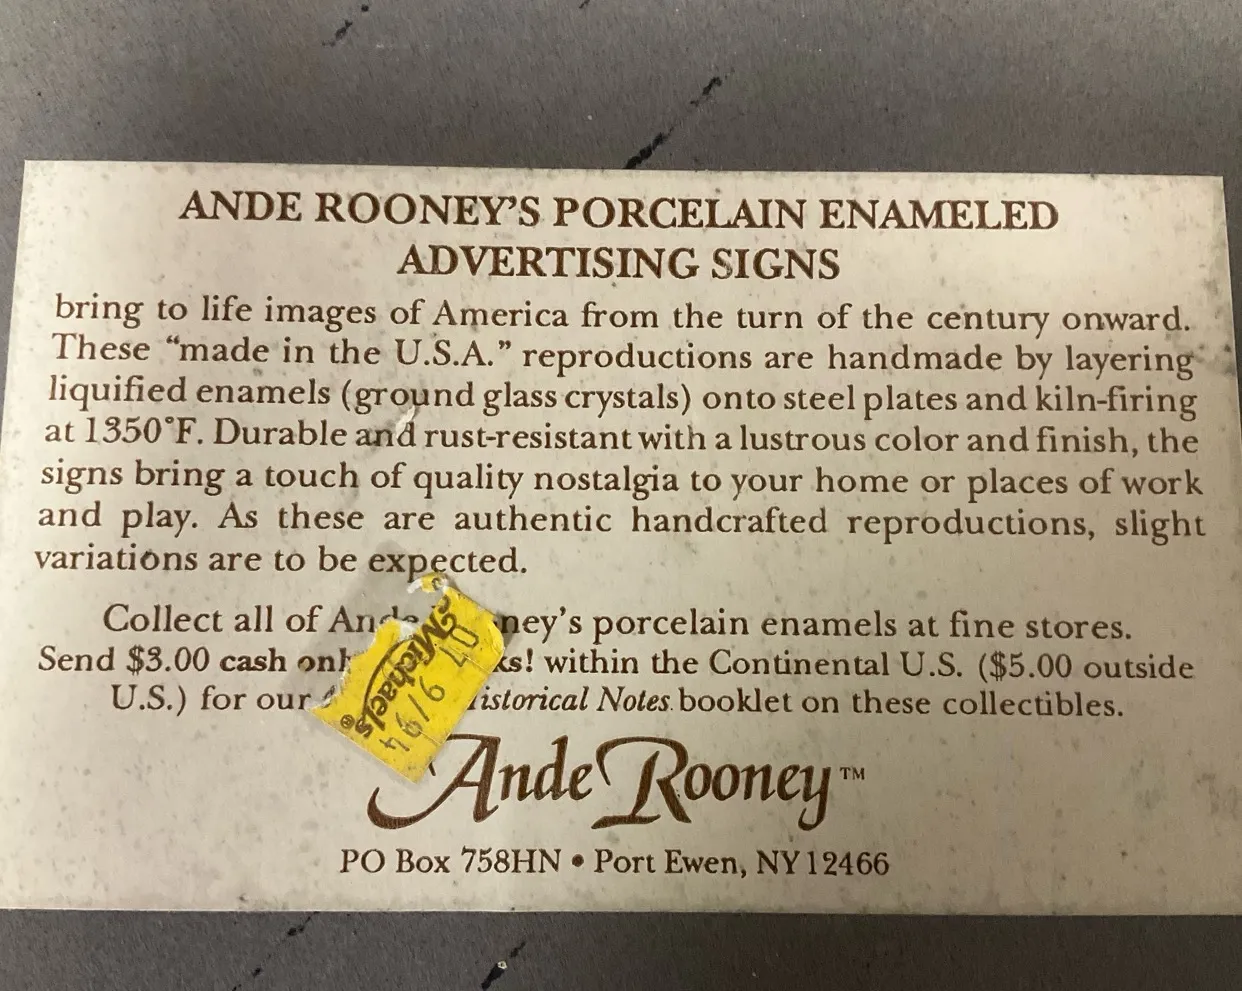 ANDE ROONEY'S PORCELAIN ENAMELED
ADVERTISING SIGNS
bring to life images of America from the turn of the century onward.
These “made in the U.S.A.” reproductions are handmade by layering
liquified enamels (ground glass crystals) onto steel plates and kiln-firing
at 1350°F. Durable and rust-resistant with a lustrous color and finish, the
signs bring a touch of quality nostalgia to your home or places of work
and play. As these are authentic handcrafted reproductions, slight
variations are to be expected.
Collect all of Ande ney's porcelain enamels at fine stores.
Send $3.00 cash within the Continental U.S. ($5.00 outside
U.S.) for our Notes booklet on these collectibles.
Michaels®
9/94
Ande Rooney™
PO Box 758HN • Port Ewen, NY 12466